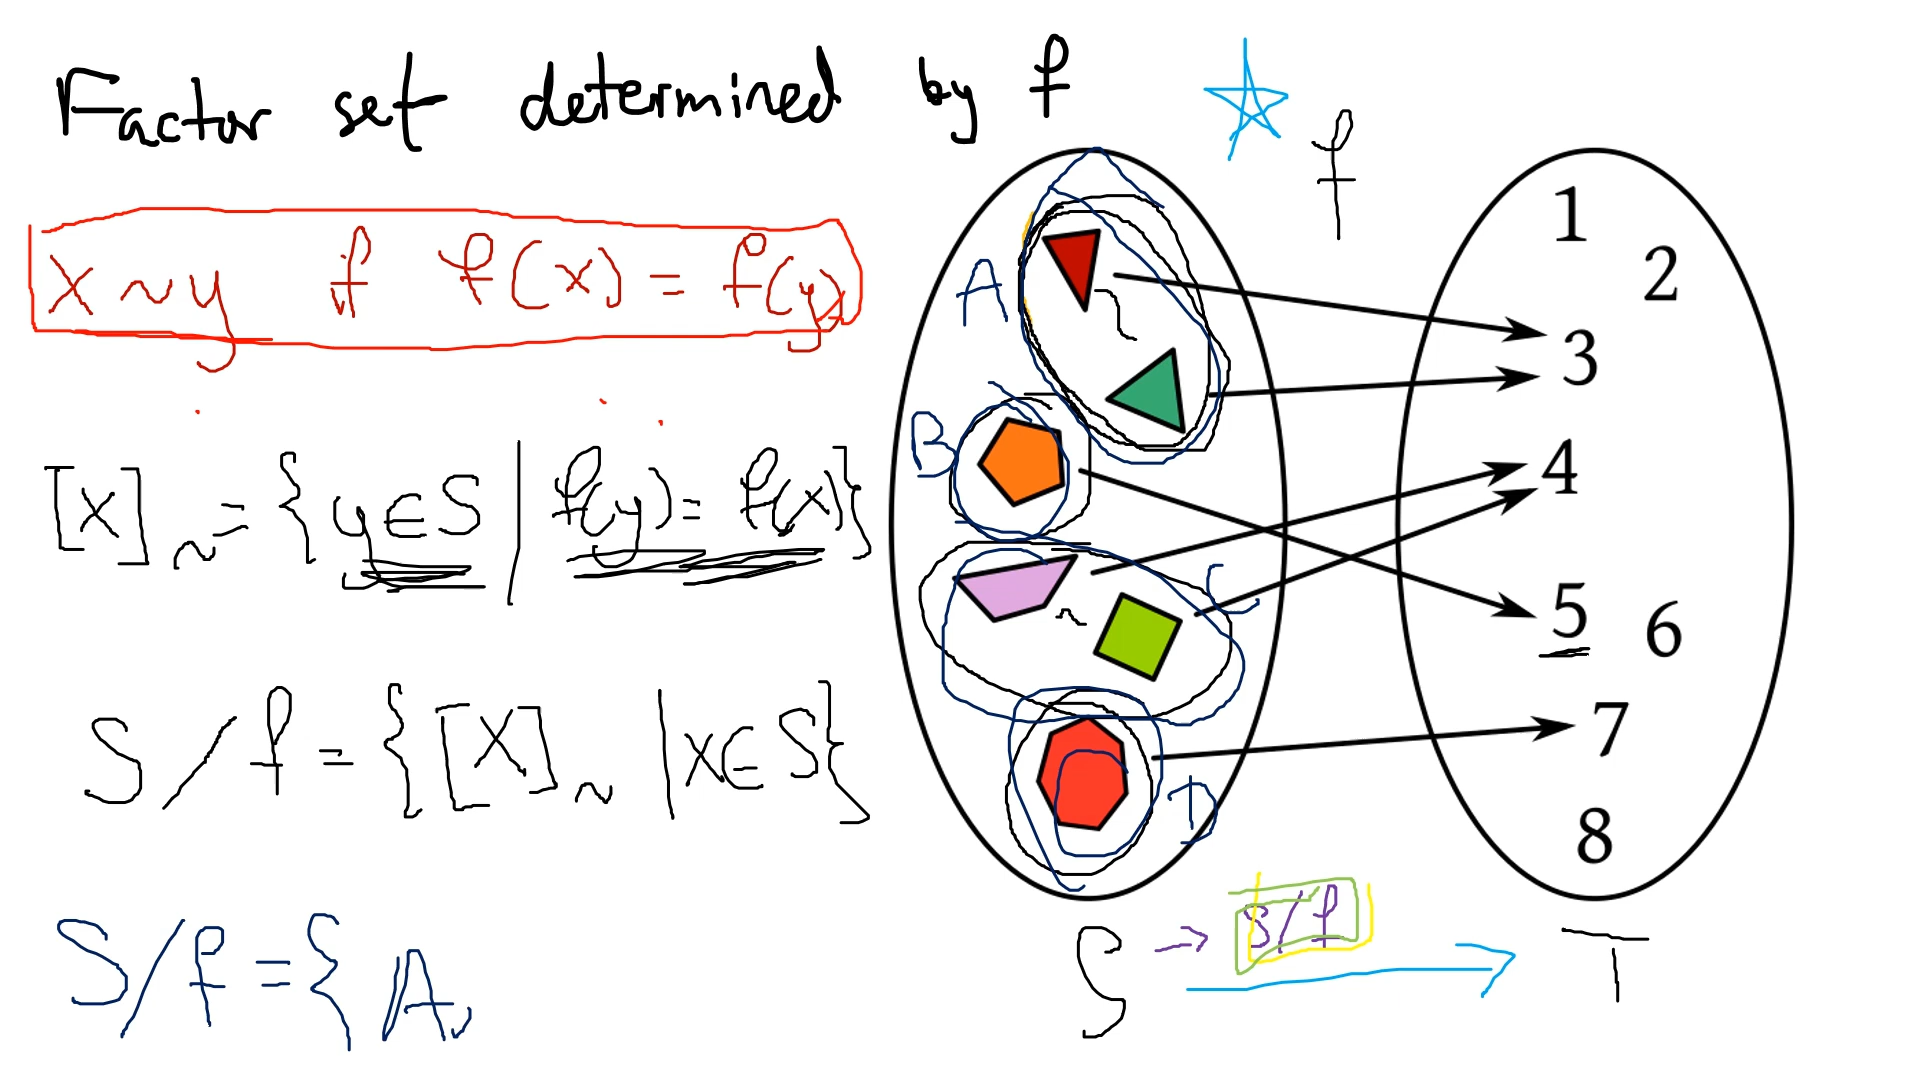 Factor set determined by f
x ~ y if f(x) = f(y)
[x]~ = {y ∈ S | f(y) = f(x)}
S/f = {[x]~ | x ∈ S}
S/f = { A,
f
A
~
B
~
C
D
1
2
3
4
5
6
7
8
S → S/f
T